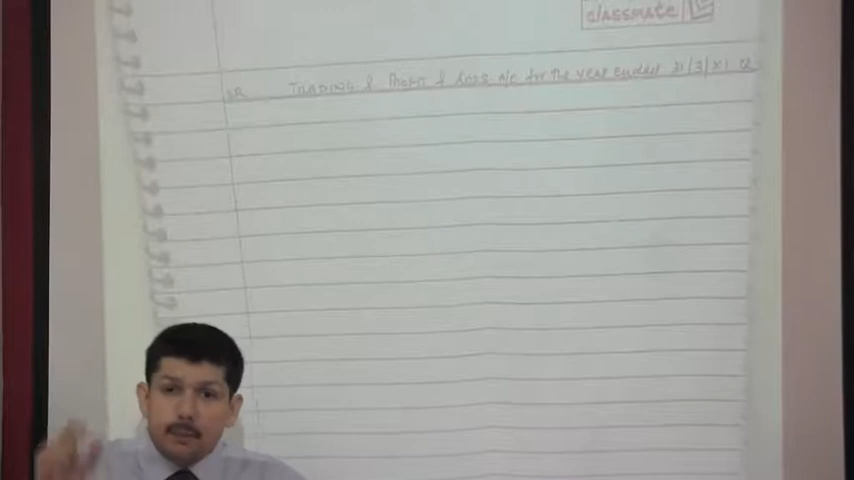 classmate
DR TRADING & Profit & Loss A/c for the year ended 31/3/X1 CR